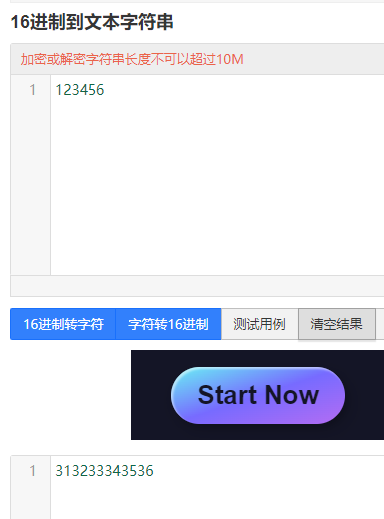 16进制到文本字符串
加密或解密字符串长度不可以超过10M
1 123456
16进制转字符 字符转16进制 测试用例 清空结果
Start Now
1 313233343536